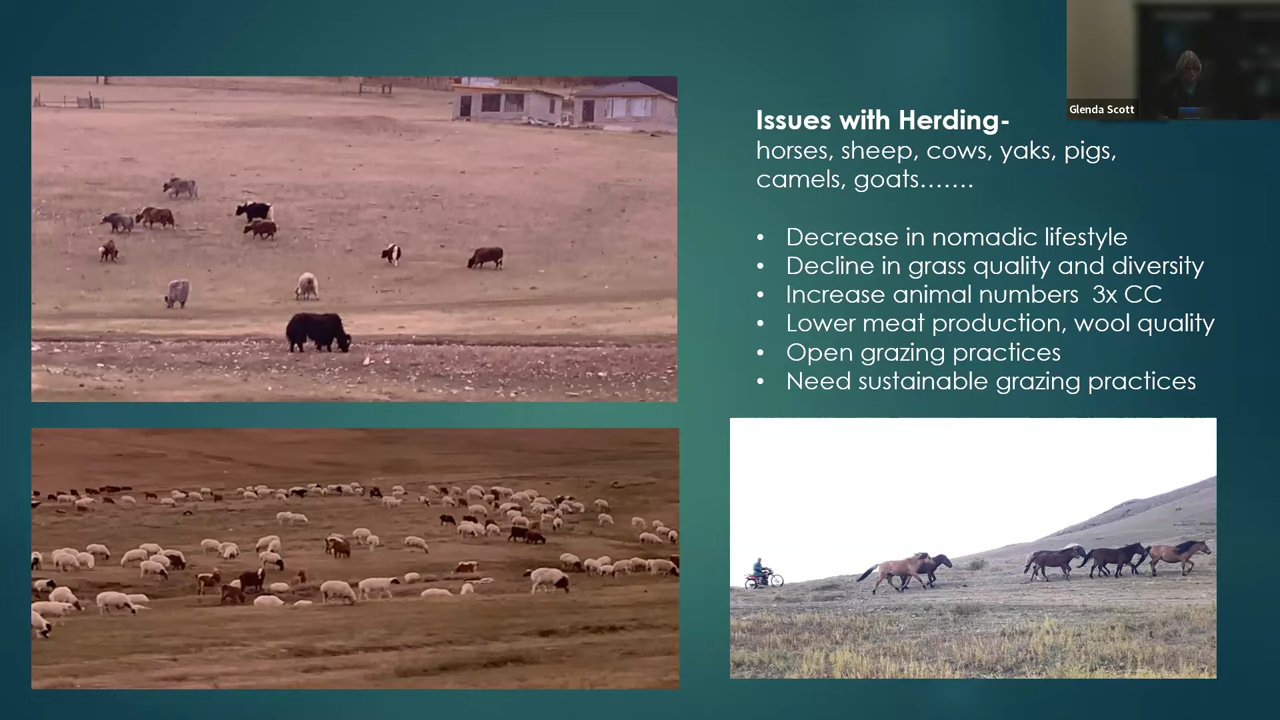 Glenda Scott
Issues with Herding-
horses, sheep, cows, yaks, pigs,
camels, goats.......
• Decrease in nomadic lifestyle
• Decline in grass quality and diversity
• Increase animal numbers  3x CC
• Lower meat production, wool quality
• Open grazing practices
• Need sustainable grazing practices